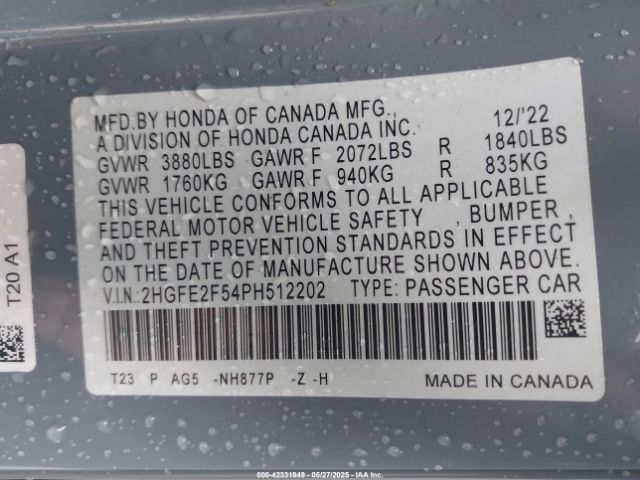 MFD.BY HONDA OF CANADA MFG., 12/'22
A DIVISION OF HONDA CANADA INC.
GVWR 3880LBS GAWR F 2072LBS R 1840LBS
GVWR 1760KG GAWR F 940KG R 835KG
THIS VEHICLE CONFORMS TO ALL APPLICABLE
FEDERAL MOTOR VEHICLE SAFETY , BUMPER ,
AND THEFT PREVENTION STANDARDS IN EFFECT
ON THE DATE OF MANUFACTURE SHOWN ABOVE.
V.I.N.:2HGFE2F54PH512202 TYPE: PASSENGER CAR
T23 P AG5 -NH877P -Z -H MADE IN CANADA
T20 A1
000-42331949 - 05/27/2025 - IAA Inc.